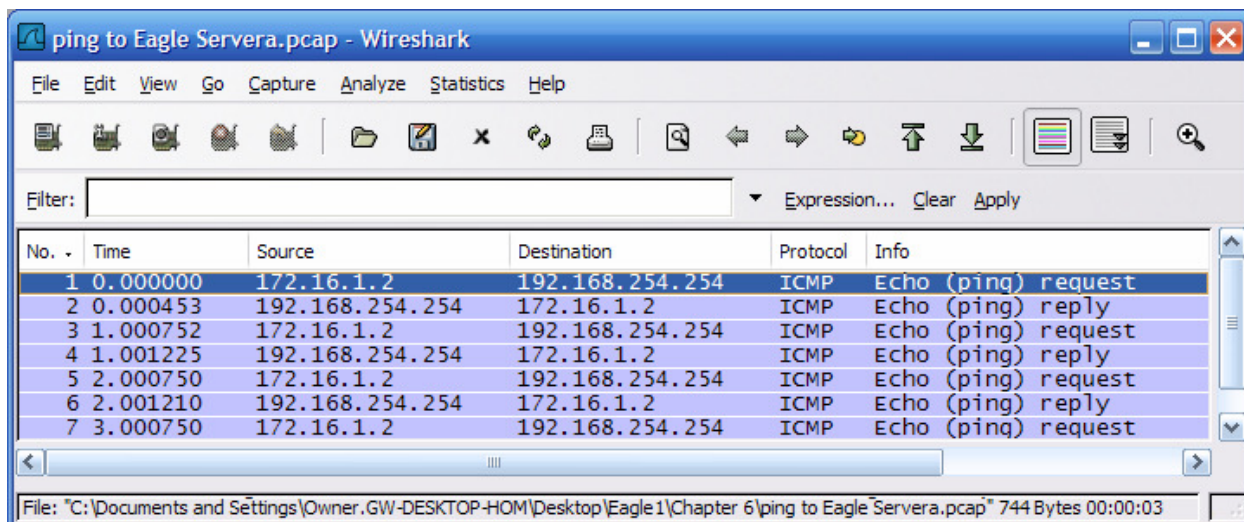 ping to Eagle Servera.pcap - Wireshark
File Edit View Go Capture Analyze Statistics Help
Filter: Expression... Clear Apply
No. Time Source Destination Protocol Info
1 0.000000 172.16.1.2 192.168.254.254 ICMP Echo (ping) request
2 0.000453 192.168.254.254 172.16.1.2 ICMP Echo (ping) reply
3 1.000752 172.16.1.2 192.168.254.254 ICMP Echo (ping) request
4 1.001225 192.168.254.254 172.16.1.2 ICMP Echo (ping) reply
5 2.000750 172.16.1.2 192.168.254.254 ICMP Echo (ping) request
6 2.001210 192.168.254.254 172.16.1.2 ICMP Echo (ping) reply
7 3.000750 172.16.1.2 192.168.254.254 ICMP Echo (ping) request
File: "C:\Documents and Settings\Owner.GW-DESKTOP-HOM\Desktop\Eagle1\Chapter 6\ping to Eagle Servera.pcap" 744 Bytes 00:00:03